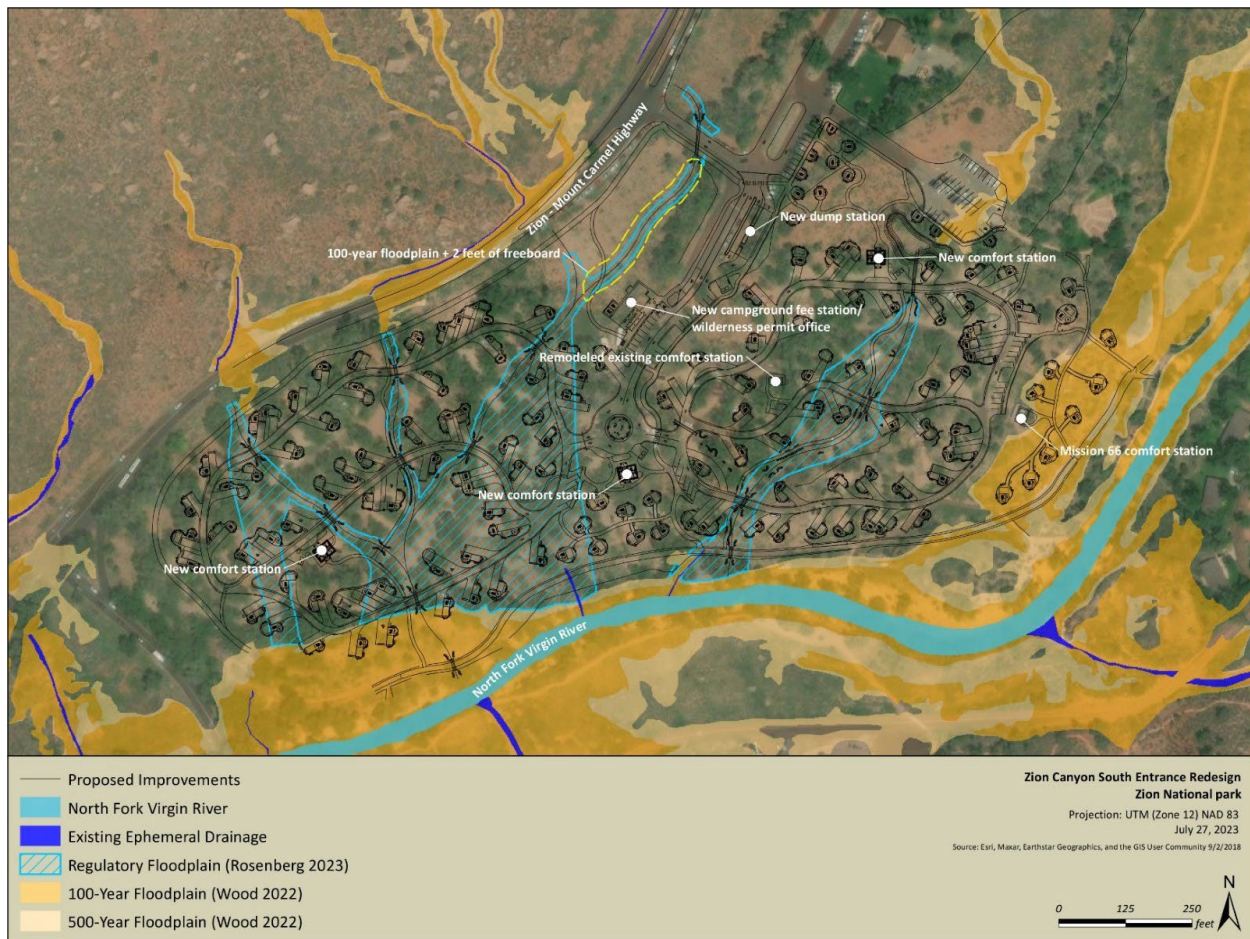 Zion - Mount Carmel Highway
New dump station
100-year floodplain + 2 feet of freeboard
New comfort station
New campground fee station/
wilderness permit office
Remodeled existing comfort station
Mission 66 comfort station
New comfort station
New comfort station
North Fork Virgin River
Proposed Improvements
North Fork Virgin River
Existing Ephemeral Drainage
Regulatory Floodplain (Rosenberg 2023)
100-Year Floodplain (Wood 2022)
500-Year Floodplain (Wood 2022)
Zion Canyon South Entrance Redesign
Zion National park
Projection: UTM (Zone 12) NAD 83
July 27, 2023
Source: Esri, Maxar, Earthstar Geographics, and the GIS User Community 9/2/2018
N
0 125 250
feet